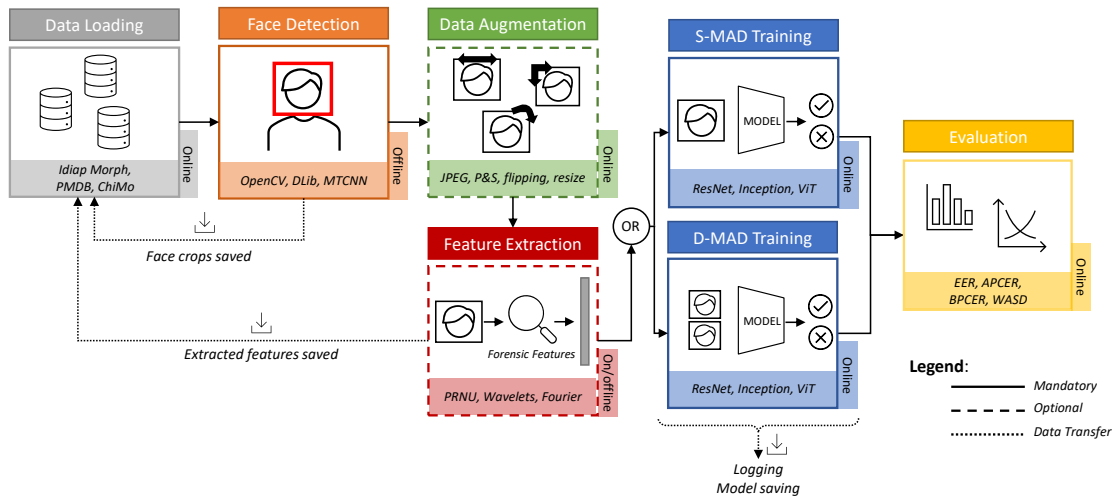 Data Loading
Idiap Morph,
PMDB, ChiMo
Online
Face Detection
OpenCV, DLib, MTCNN
Offline
Data Augmentation
JPEG, P&S, flipping, resize
Online
Face crops saved
Extracted features saved
Feature Extraction
Forensic Features
PRNU, Wavelets, Fourier
On/offline
OR
S-MAD Training
MODEL
ResNet, Inception, ViT
Online
D-MAD Training
MODEL
ResNet, Inception, ViT
Online
Logging
Model saving
Evaluation
EER, APCER,
BPCER, WASD
Online
Legend:
Mandatory
Optional
Data Transfer